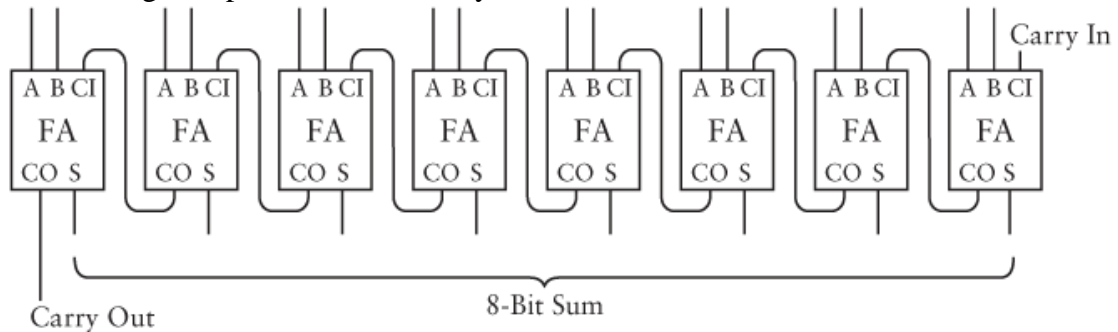 Carry In
A B CI A B CI A B CI A B CI A B CI A B CI A B CI A B CI
FA FA FA FA FA FA FA FA
CO S CO S CO S CO S CO S CO S CO S CO S
8-Bit Sum
Carry Out